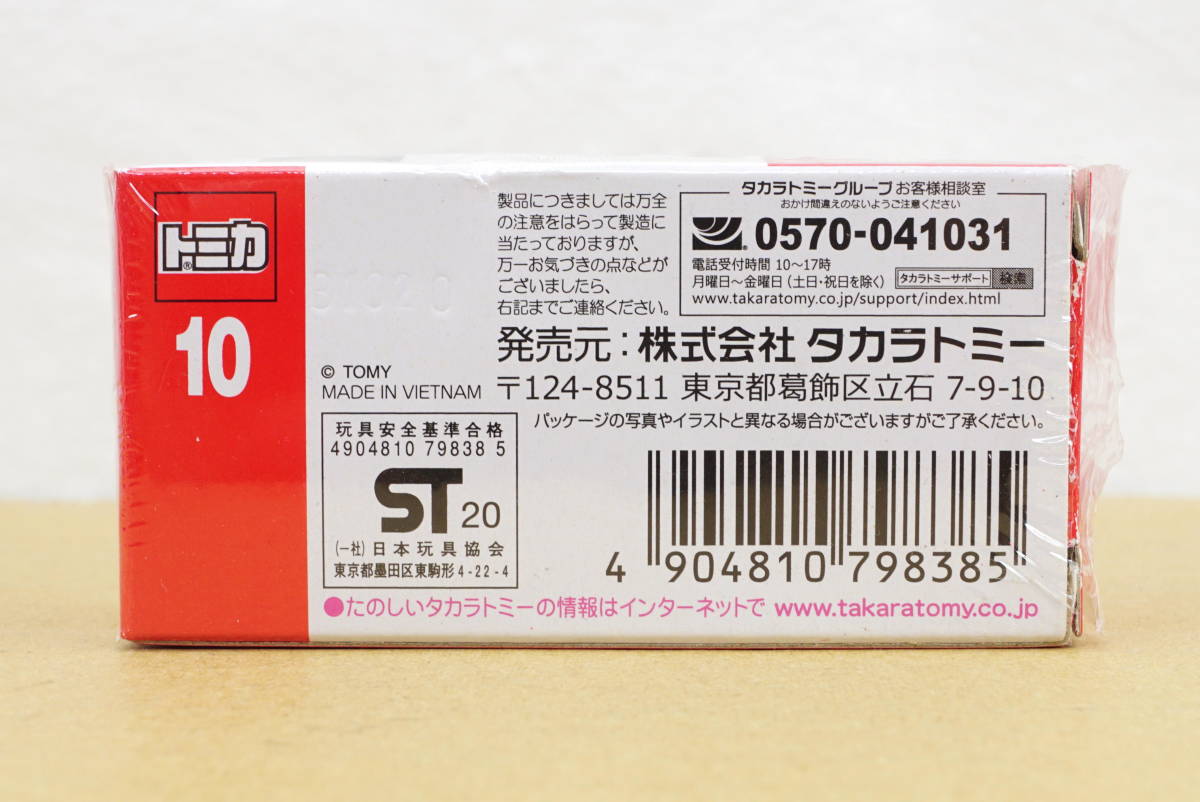 トミカ
®
10
© TOMY
MADE IN VIETNAM
玩具安全基準合格
4904810 79838 5
ST 20
(一社)日本玩具協会
東京都墨田区東駒形4-22-4
製品につきましては万全
の注意をはらって製造に
当たっておりますが、
万一お気づきの点などが
ございましたら、
右記までご連絡ください。
タカラトミーグループ お客様相談室
おかけ間違えのないようご注意ください
0570-041031
電話受付時間 10〜17時
月曜日〜金曜日(土日・祝日を除く) タカラトミーサポート 検索
www.takaratomy.co.jp/support/index.html
発売元:株式会社 タカラトミー
〒124-8511 東京都葛飾区立石 7-9-10
パッケージの写真やイラストと異なる場合がございますがご了承ください。
4 904810 798385
●たのしいタカラトミーの情報はインターネットで www.takaratomy.co.jp